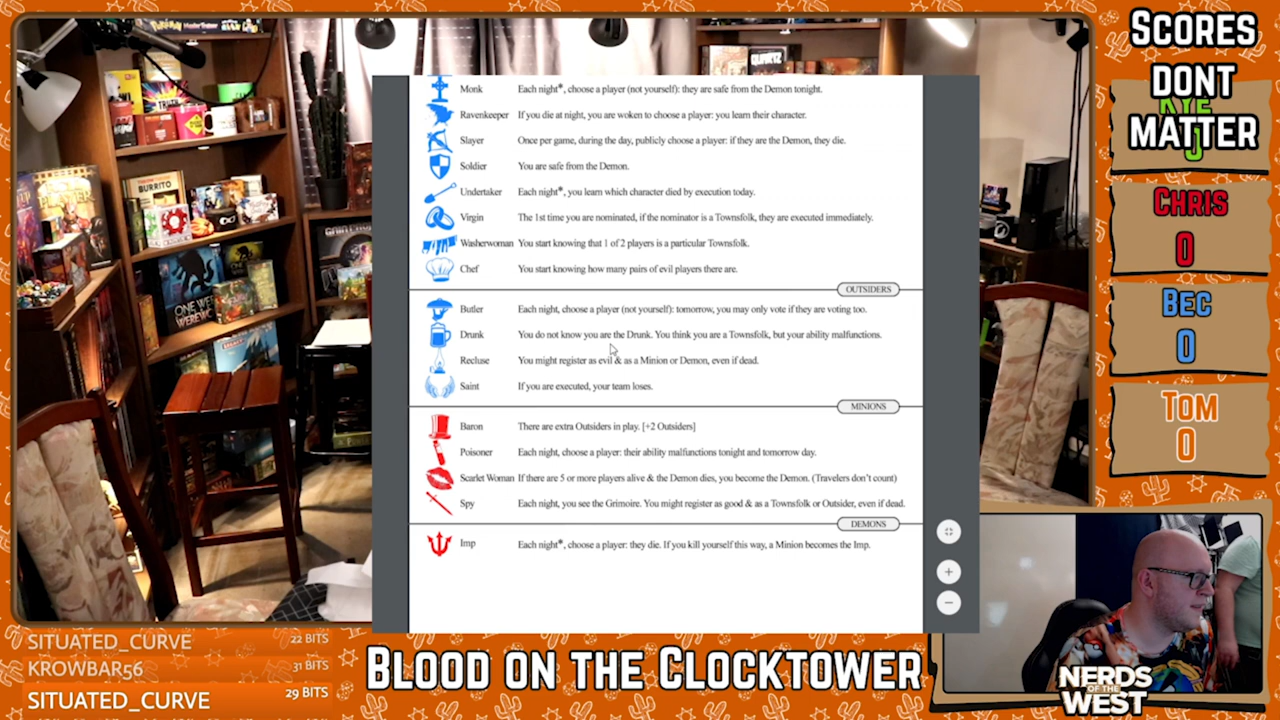 SCORES
DONT
MATTER
0
CHRIS
0
BEC
0
TOM
0
Monk Each night*, choose a player (not yourself): they are safe from the Demon tonight.
Ravenkeeper If you die at night, you are woken to choose a player: you learn their character.
Slayer Once per game, during the day, publicly choose a player: if they are the Demon, they die.
Soldier You are safe from the Demon.
Undertaker Each night*, you learn which character died by execution today.
Virgin The 1st time you are nominated, if the nominator is a Townsfolk, they are executed immediately.
Washerwoman You start knowing that 1 of 2 players is a particular Townsfolk.
Chef You start knowing how many pairs of evil players there are.
OUTSIDERS
Butler Each night, choose a player (not yourself): tomorrow, you may only vote if they are voting too.
Drunk You do not know you are the Drunk. You think you are a Townsfolk, but your ability malfunctions.
Recluse You might register as evil & as a Minion or Demon, even if dead.
Saint If you are executed, your team loses.
MINIONS
Baron There are extra Outsiders in play. [+2 Outsiders]
Poisoner Each night, choose a player: their ability malfunctions tonight and tomorrow day.
Scarlet Woman If there are 5 or more players alive & the Demon dies, you become the Demon. (Travelers don't count)
Spy Each night, you see the Grimoire. You might register as good & as a Townsfolk or Outsider, even if dead.
DEMONS
Imp Each night*, choose a player: they die. If you kill yourself this way, a Minion becomes the Imp.
QUARTZ
BURRITO
SITUATED_CURVE 22 BITS
KROWBAR56 31 BITS
SITUATED_CURVE 29 BITS
BLOOD ON THE CLOCKTOWER
NERDS
OF THE
WEST